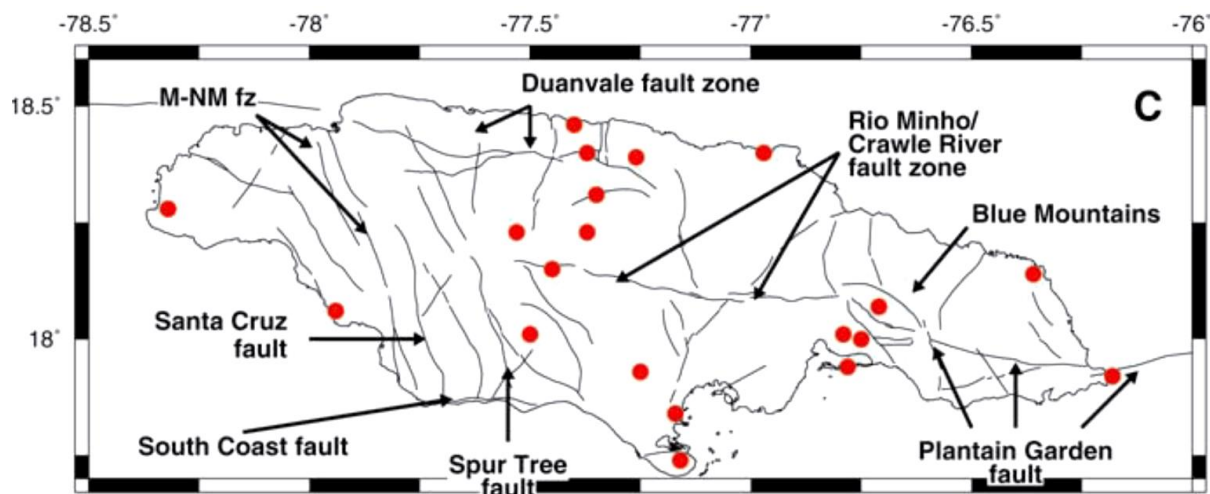 -78.5°
-78°
-77.5°
-77°
-76.5°
-76°
18.5°
18°
C
M-NM fz
Duanvale fault zone
Rio Minho/
Crawle River
fault zone
Blue Mountains
Santa Cruz
fault
South Coast fault
Spur Tree
fault
Plantain Garden
fault